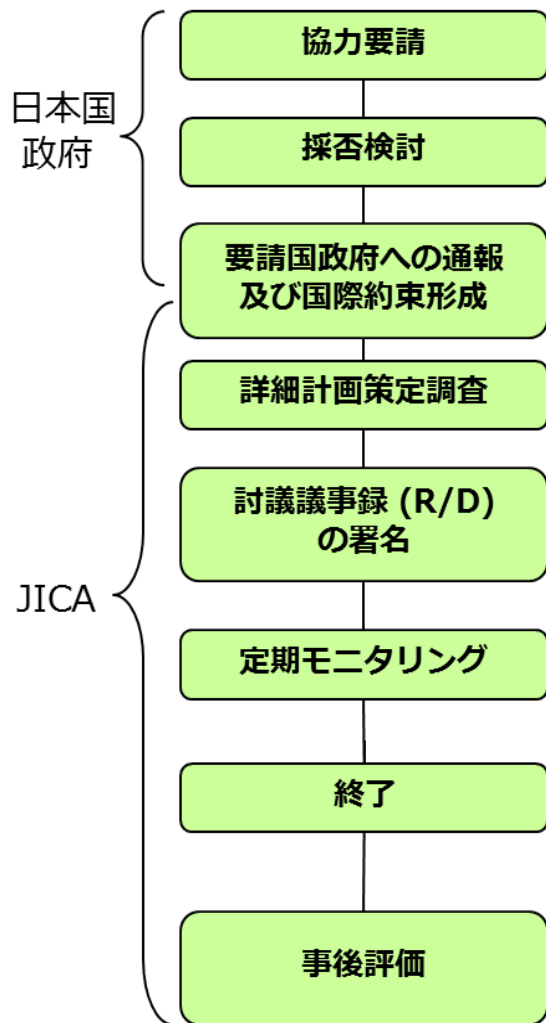 協力要請
日本国
政府
採否検討
要請国政府への通報
及び国際約束形成
詳細計画策定調査
討議議事録 (R/D)
の署名
JICA
定期モニタリング
終了
事後評価